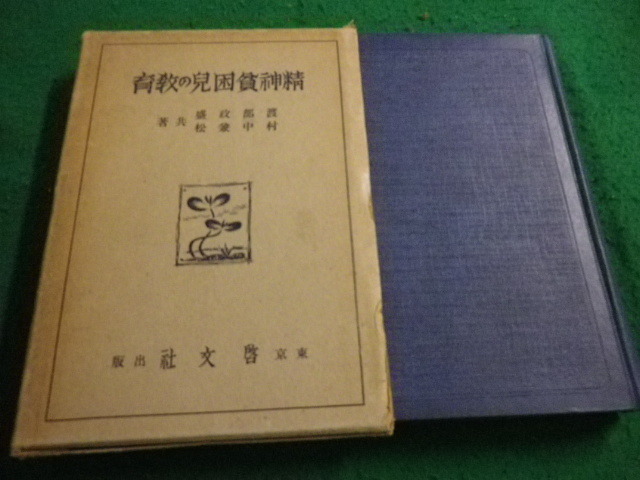 精神貧困兒の敎育
渡部政盛
村中兼松
共著
東京 啓文社 出版